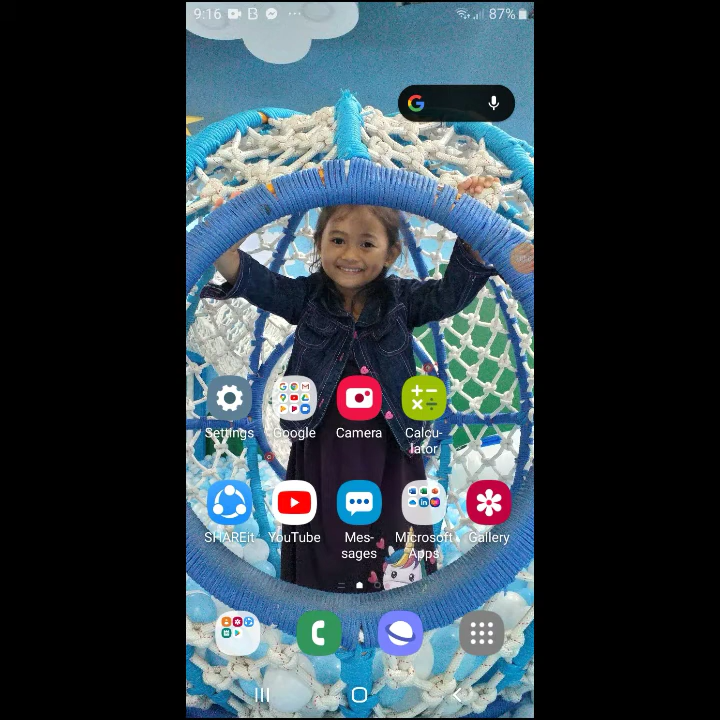 9:16 87%
Settings Google Camera Calcu-
lator
SHAREit YouTube Mes-
sages Microsoft
Apps Gallery